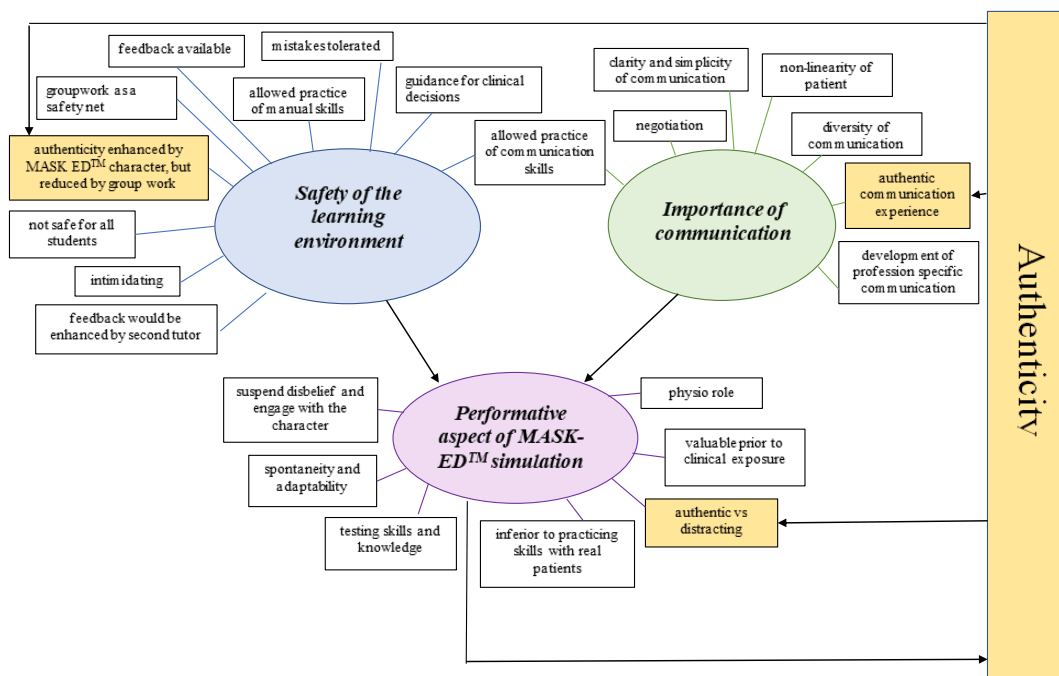 feedback available
mistakes tolerated
groupwork as a
safety net
allowed practice
of manual skills
guidance for clinical
decisions
authenticity enhanced by
MASK ED™ character, but
reduced by group work
allowed practice
of communication
skills
not safe for all
students
intimidating
feedback would be
enhanced by second tutor
Safety of the
learning
environment
clarity and simplicity
of communication
non-linearity of
patient
negotiation
diversity of
communication
authentic
communication
experience
development of
profession specific
communication
Importance of
communication
suspend disbelief and
engage with the
character
spontaneity and
adaptability
testing skills and
knowledge
inferior to practicing
skills with real
patients
physio role
valuable prior to
clinical exposure
authentic vs
distracting
Performative
aspect of MASK-
ED™ simulation
Authenticity